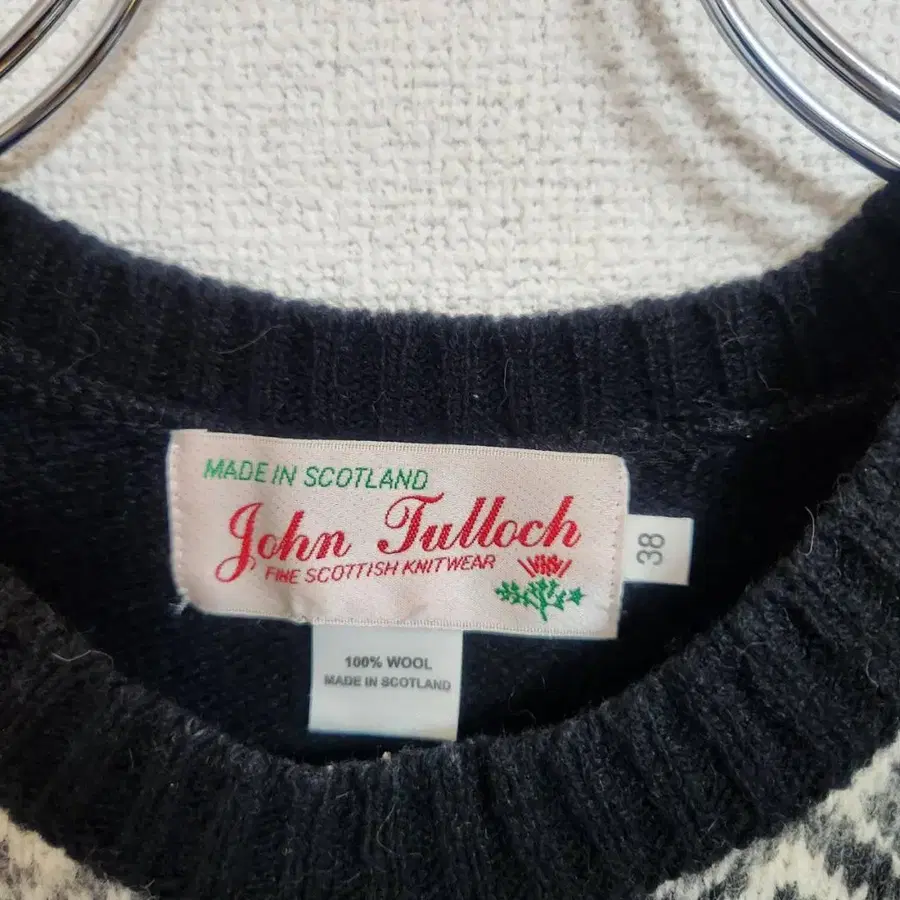 MADE IN SCOTLAND
John Tulloch
FINE SCOTTISH KNITWEAR
38
100% WOOL
MADE IN SCOTLAND